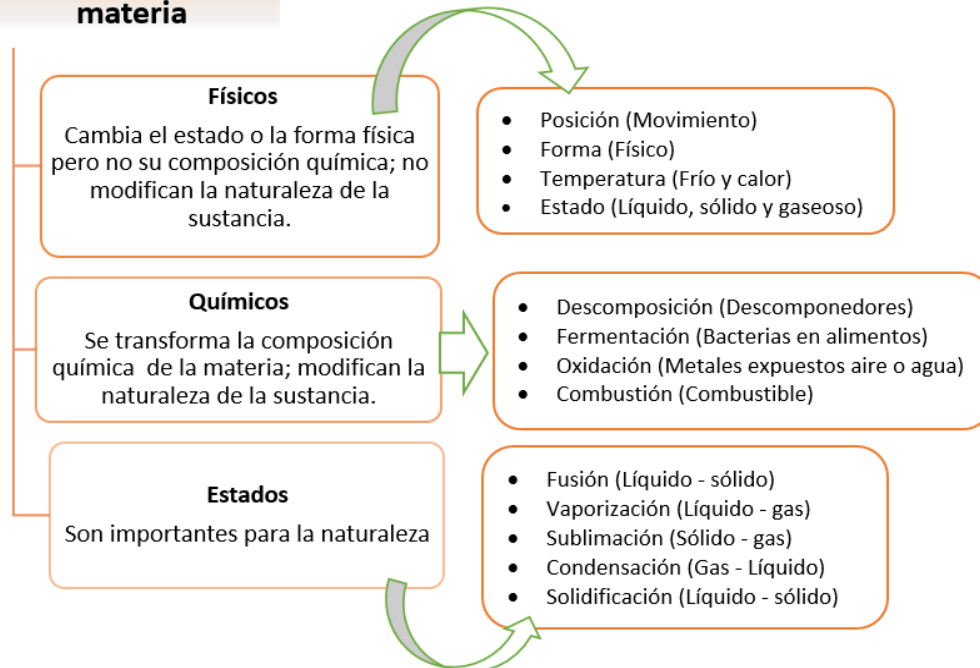 materia
Físicos
Cambia el estado o la forma física
pero no su composición química; no
modifican la naturaleza de la
sustancia.
• Posición (Movimiento)
• Forma (Físico)
• Temperatura (Frío y calor)
• Estado (Líquido, sólido y gaseoso)
Químicos
Se transforma la composición
química de la materia; modifican la
naturaleza de la sustancia.
• Descomposición (Descomponedores)
• Fermentación (Bacterias en alimentos)
• Oxidación (Metales expuestos aire o agua)
• Combustión (Combustible)
Estados
Son importantes para la naturaleza
• Fusión (Líquido - sólido)
• Vaporización (Líquido - gas)
• Sublimación (Sólido - gas)
• Condensación (Gas - Líquido)
• Solidificación (Líquido - sólido)